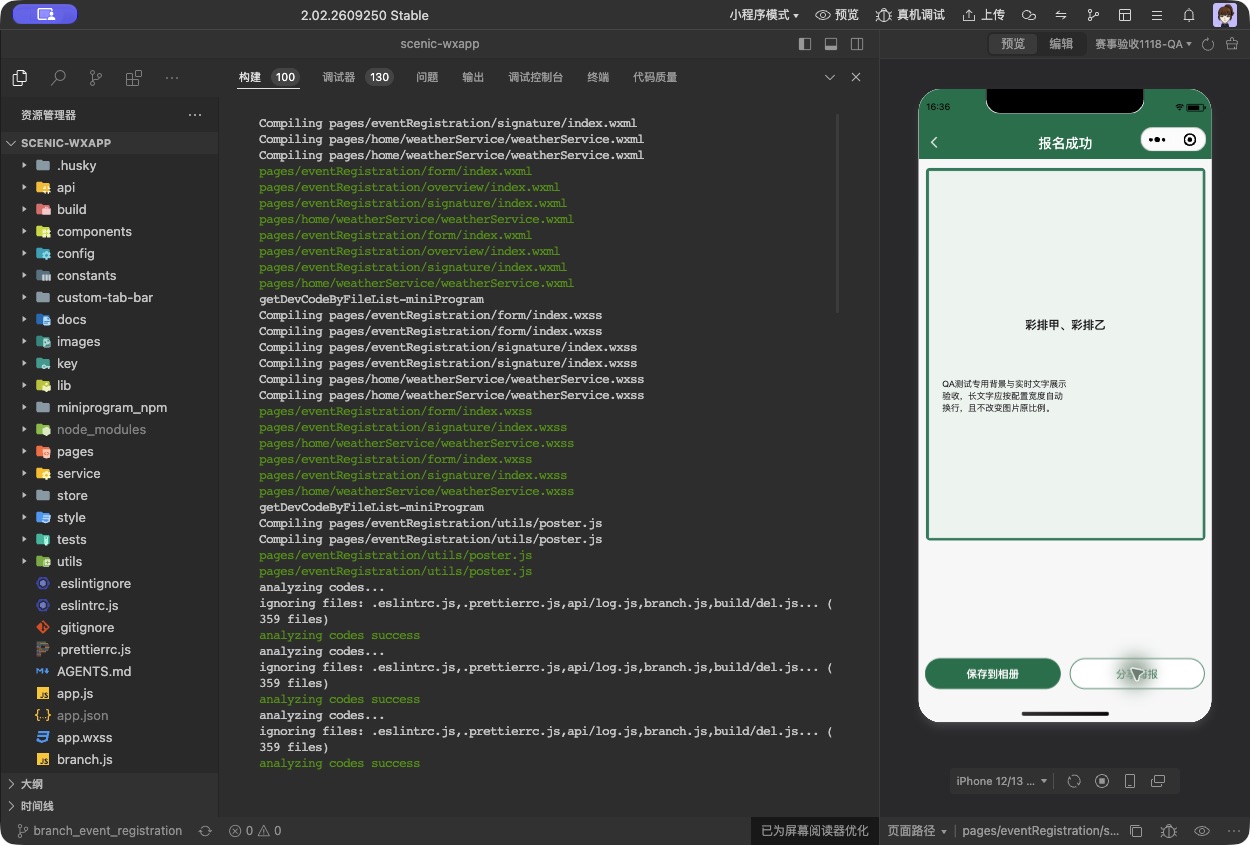 2.02.2609250 Stable
小程序模式
预览
真机调试
上传
scenic-wxapp
预览
编辑
赛事验收1118-QA
构建 100
调试器 130
问题
输出
调试控制台
终端
代码质量
资源管理器
SCENIC-WXAPP
.husky
api
build
components
config
constants
custom-tab-bar
docs
images
key
lib
miniprogram_npm
node_modules
pages
service
store
style
tests
utils
.eslintignore
.eslintrc.js
.gitignore
.prettierrc.js
AGENTS.md
app.js
app.json
app.wxss
branch.js
大纲
时间线
Compiling pages/eventRegistration/signature/index.wxml
Compiling pages/home/weatherService/weatherService.wxml
Compiling pages/home/weatherService/weatherService.wxml
pages/eventRegistration/form/index.wxml
pages/eventRegistration/overview/index.wxml
pages/eventRegistration/signature/index.wxml
pages/home/weatherService/weatherService.wxml
pages/eventRegistration/form/index.wxml
pages/eventRegistration/overview/index.wxml
pages/eventRegistration/signature/index.wxml
pages/home/weatherService/weatherService.wxml
getDevCodeByFileList-miniProgram
Compiling pages/eventRegistration/form/index.wxss
Compiling pages/eventRegistration/form/index.wxss
Compiling pages/eventRegistration/signature/index.wxss
Compiling pages/eventRegistration/signature/index.wxss
Compiling pages/home/weatherService/weatherService.wxss
Compiling pages/home/weatherService/weatherService.wxss
pages/eventRegistration/form/index.wxss
pages/eventRegistration/signature/index.wxss
pages/home/weatherService/weatherService.wxss
pages/eventRegistration/form/index.wxss
pages/eventRegistration/signature/index.wxss
pages/home/weatherService/weatherService.wxss
getDevCodeByFileList-miniProgram
Compiling pages/eventRegistration/utils/poster.js
Compiling pages/eventRegistration/utils/poster.js
pages/eventRegistration/utils/poster.js
pages/eventRegistration/utils/poster.js
analyzing codes...
ignoring files: .eslintrc.js,.prettierrc.js,api/log.js,branch.js,build/del.js... (
359 files)
analyzing codes success
analyzing codes...
ignoring files: .eslintrc.js,.prettierrc.js,api/log.js,branch.js,build/del.js... (
359 files)
analyzing codes success
analyzing codes...
ignoring files: .eslintrc.js,.prettierrc.js,api/log.js,branch.js,build/del.js... (
359 files)
analyzing codes success
16:36
报名成功
彩排甲、彩排乙
QA测试专用背景与实时文字展示
验收，长文字应按配置宽度自动
换行，且不改变图片原比例。
保存到相册
分 报
iPhone 12/13 ...
branch_event_registration
0
0
已为屏幕阅读器优化
页面路径
pages/eventRegistration/s...